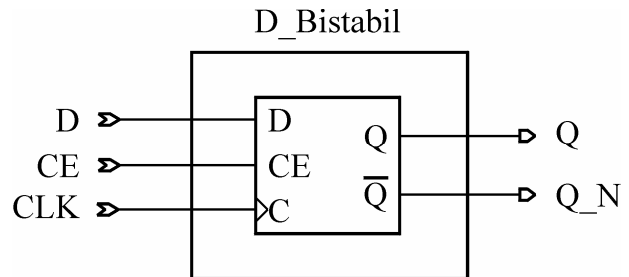 D_Bistabil
D D
Q Q
CE CE
Q̅ Q_N
CLK C